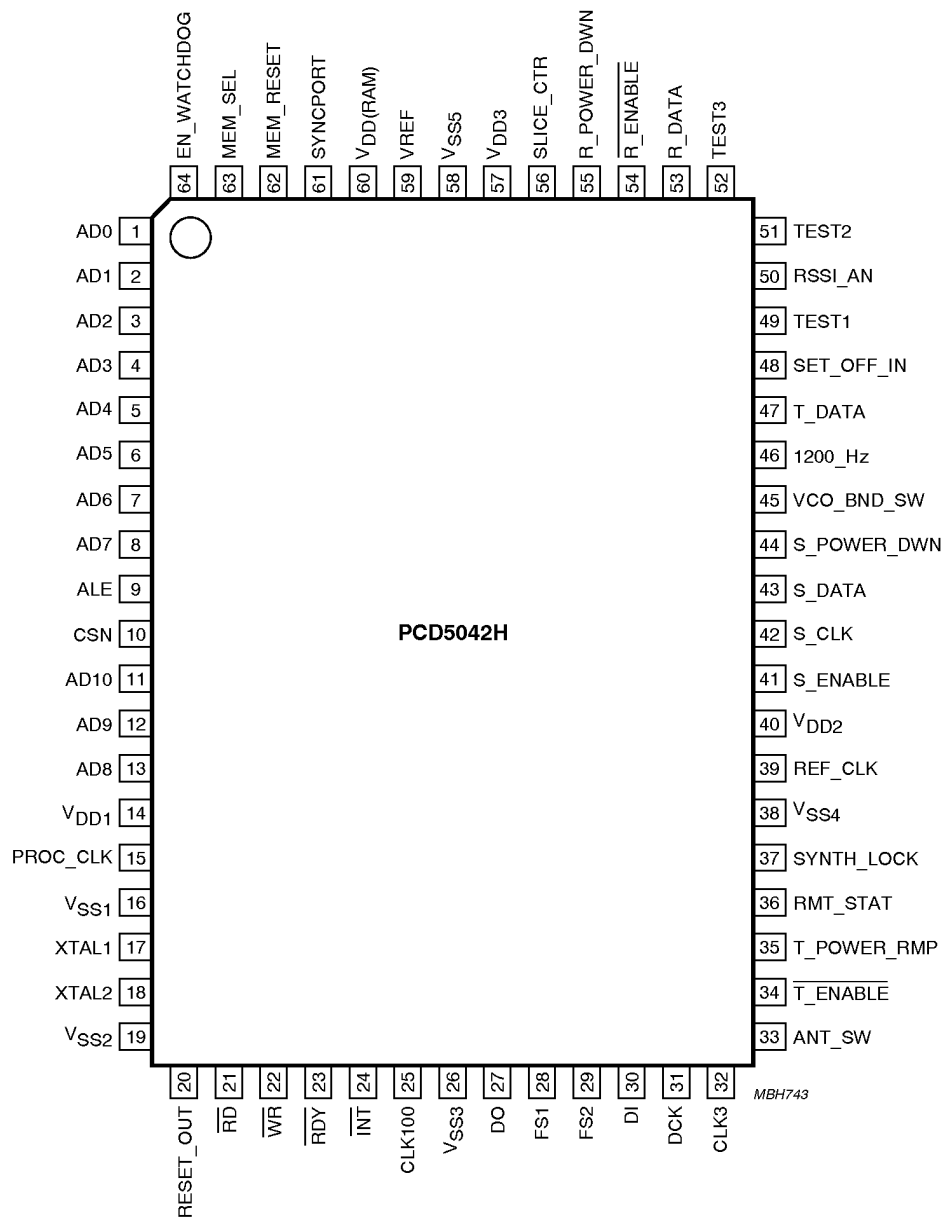 EN_WATCHDOG
MEM_SEL
MEM_RESET
SYNCPORT
VDD(RAM)
VREF
VSS5
VDD3
SLICE_CTR
R_POWER_DWN
R_ENABLE
R_DATA
TEST3
64 63 62 61 60 59 58 57 56 55 54 53 52
AD0 1
AD1 2
AD2 3
AD3 4
AD4 5
AD5 6
AD6 7
AD7 8
ALE 9
CSN 10
AD10 11
AD9 12
AD8 13
VDD1 14
PROC_CLK 15
VSS1 16
XTAL1 17
XTAL2 18
VSS2 19
PCD5042H
51 TEST2
50 RSSI_AN
49 TEST1
48 SET_OFF_IN
47 T_DATA
46 1200_Hz
45 VCO_BND_SW
44 S_POWER_DWN
43 S_DATA
42 S_CLK
41 S_ENABLE
40 VDD2
39 REF_CLK
38 VSS4
37 SYNTH_LOCK
36 RMT_STAT
35 T_POWER_RMP
34 T_ENABLE
33 ANT_SW
20 21 22 23 24 25 26 27 28 29 30 31 32
RESET_OUT
RD
WR
RDY
INT
CLK100
VSS3
DO
FS1
FS2
DI
DCK
CLK3
MBH743